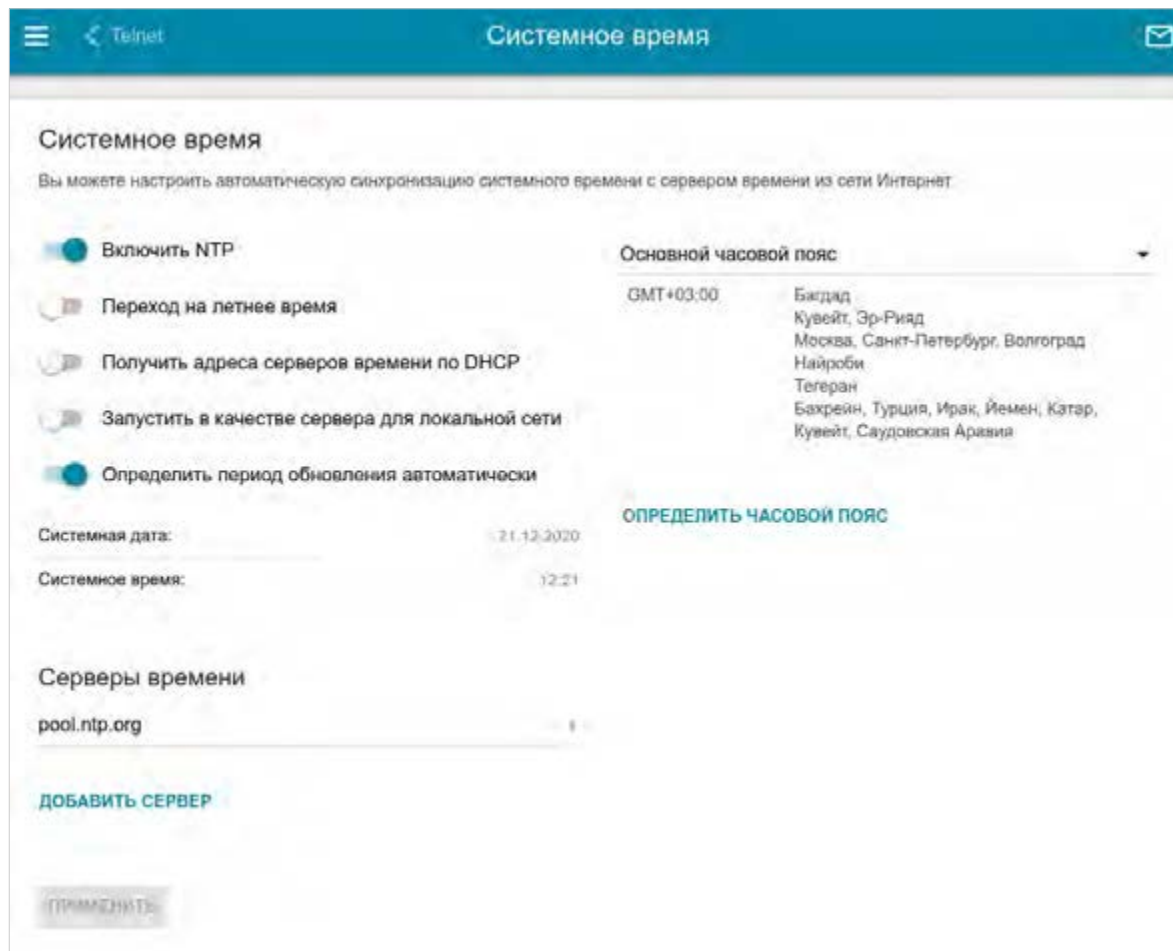 Telnet
Системное время
Системное время
Вы можете настроить автоматическую синхронизацию системного времени с сервером времени из сети Интернет.
Включить NTP
Переход на летнее время
Получить адреса серверов времени по DHCP
Запустить в качестве сервера для локальной сети
Определить период обновления автоматически
Системная дата: 21.12.2020
Системное время: 12:21
Основной часовой пояс
GMT+03:00
Багдад
Кувейт, Эр-Рияд
Москва, Санкт-Петербург, Волгоград
Найроби
Тегеран
Бахрейн, Турция, Ирак, Йемен, Катар,
Кувейт, Саудовская Аравия
ОПРЕДЕЛИТЬ ЧАСОВОЙ ПОЯС
Серверы времени
pool.ntp.org
ДОБАВИТЬ СЕРВЕР
ПРИМЕНИТЬ